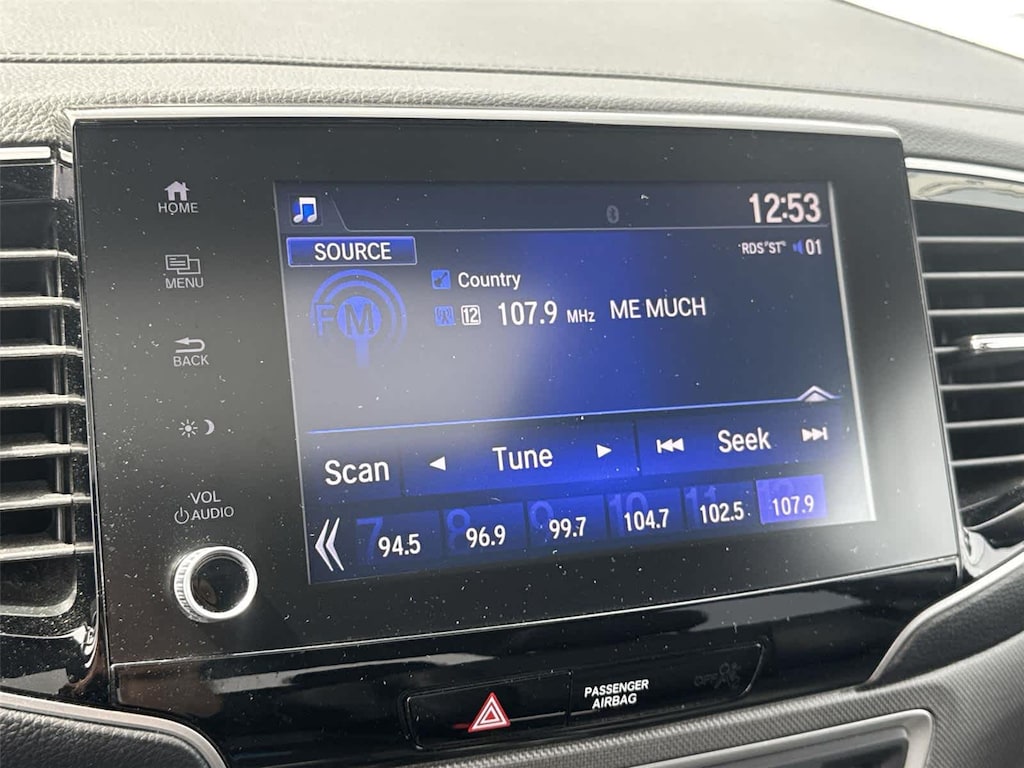 HOME
12:53
SOURCE
RDS ST 01
MENU
Country
FM
12 107.9 MHz ME MUCH
BACK
Scan Tune Seek
VOL
AUDIO
7 94.5 8 96.9 9 99.7 10 104.7 11 102.5 12 107.9
PASSENGER
AIRBAG
OFF